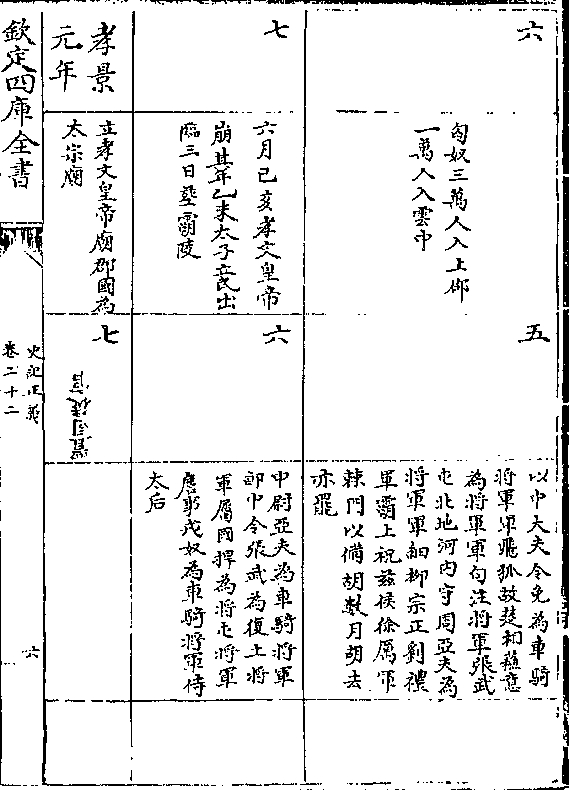 六
匈奴三萬人入上郡
一萬人入雲中
五
以中大夫令免為車騎
將軍軍飛狐故楚相蘇意
為將軍軍句注將軍張武
屯北地河内守周亞夫為
將軍軍細柳宗正劉禮
軍霸上祝兹侯徐厲軍
棘門以備胡數月胡去
亦罷
七
六月己亥孝文皇帝
崩其年乙未太子立民出
臨三日葬霸陵
六
中尉亞夫為車騎將軍
郎中令張武為復土將
軍屬國捍為將屯將軍
詹事戎奴為車騎將軍侍
太后
孝景
元年
立孝文皇帝廟郡國為
太宗廟
七
置司徒官
欽定四庫全書
史記正義
卷二十二
六